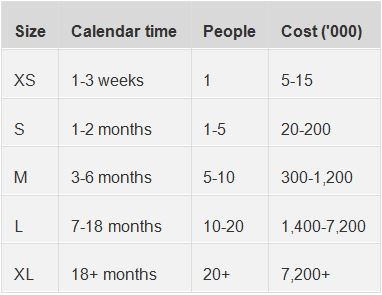 Size Calendar time People Cost ('000)
XS 1-3 weeks 1 5-15
S 1-2 months 1-5 20-200
M 3-6 months 5-10 300-1,200
L 7-18 months 10-20 1,400-7,200
XL 18+ months 20+ 7,200+